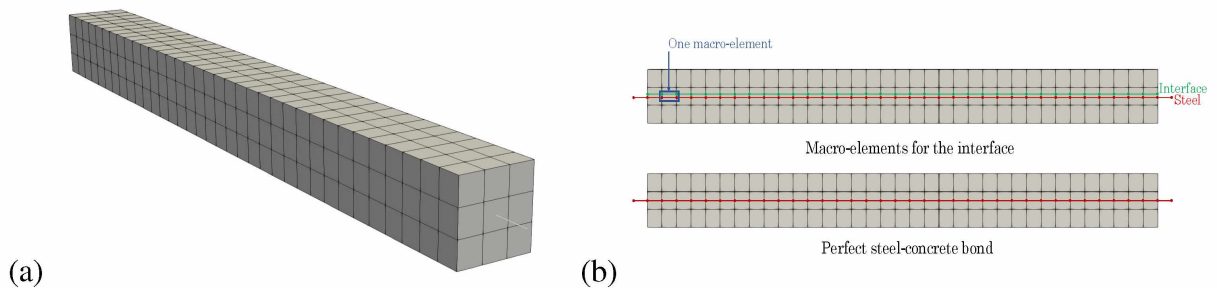 One macro-element
Interface
Steel
Macro-elements for the interface
Perfect steel-concrete bond
(a)
(b)